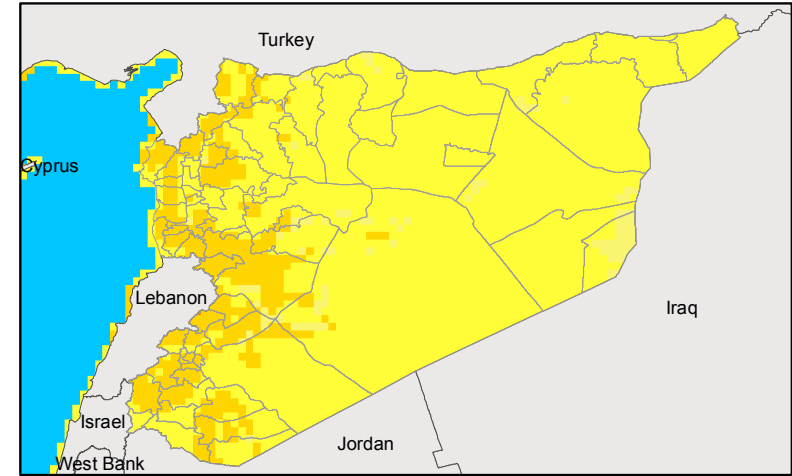 Turkey
Cyprus
Lebanon
Iraq
Israel
Jordan
West Bank